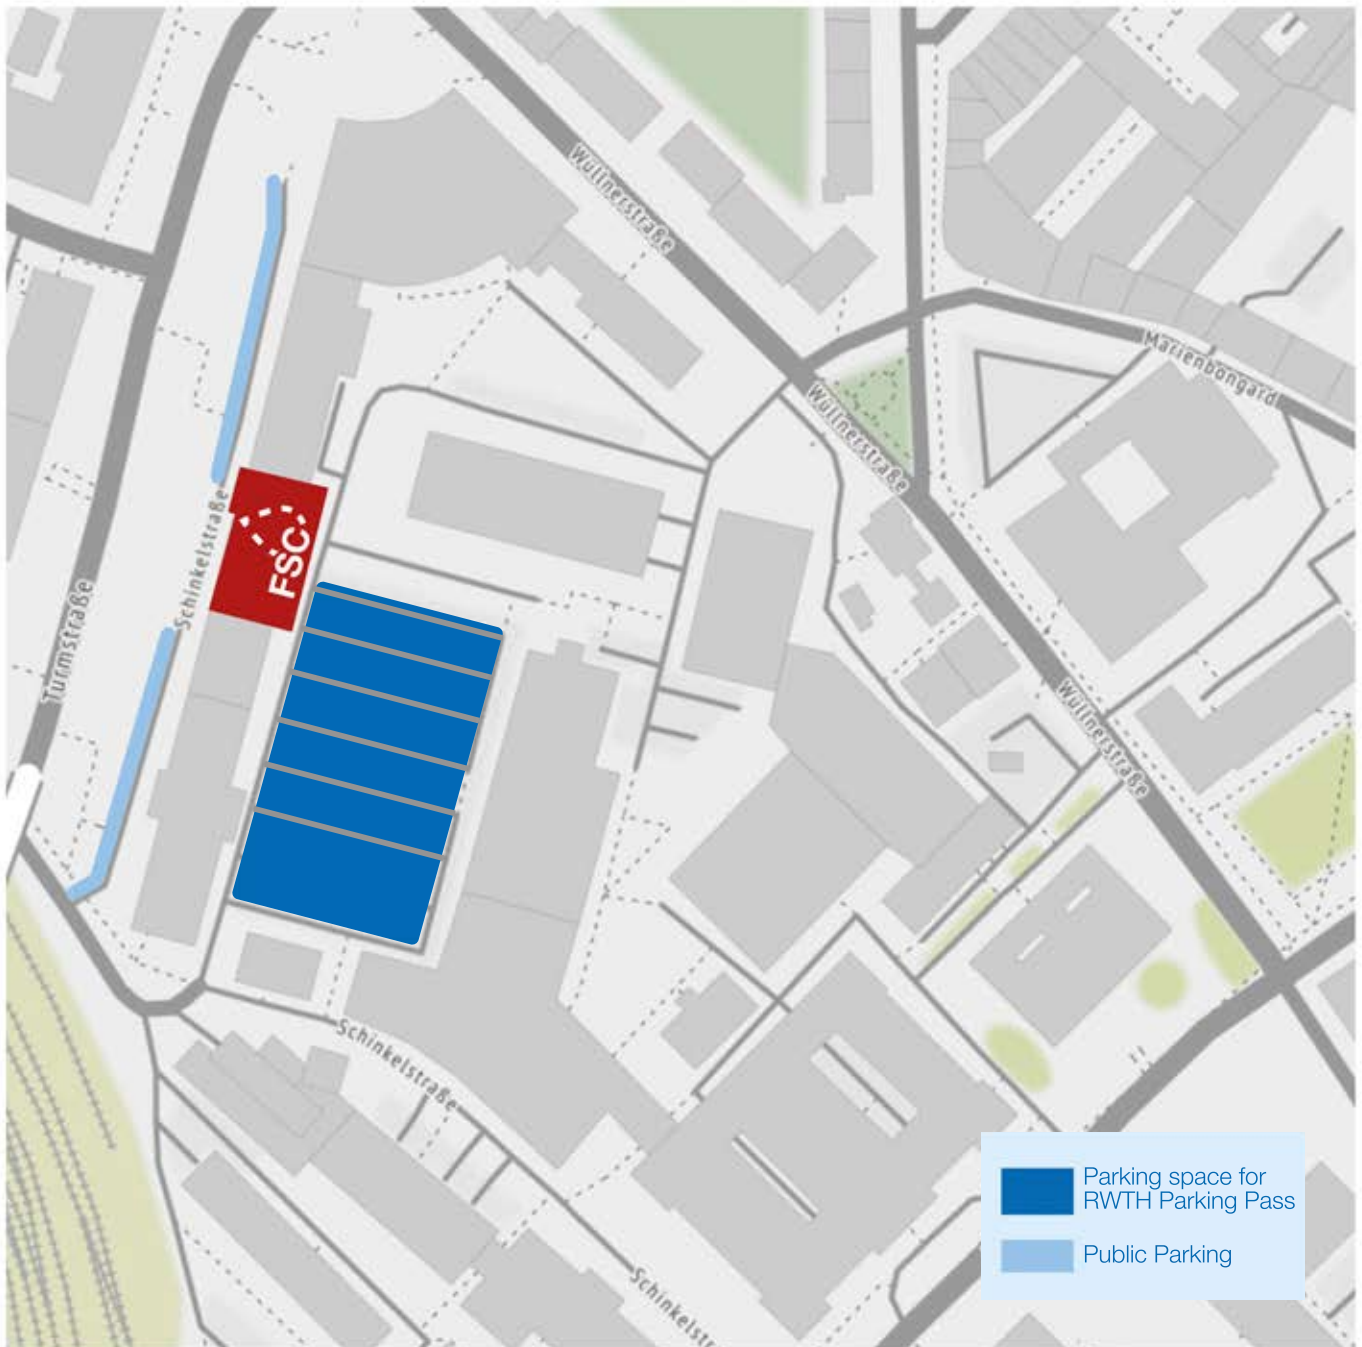 Wüllnerstraße
Marienbongard
Wüllnerstraße
Schinkelstraße
FSC
Turmstraße
Wüllnerstraße
Schinkelstraße
Parking space for
RWTH Parking Pass
Public Parking
Schinkelstr